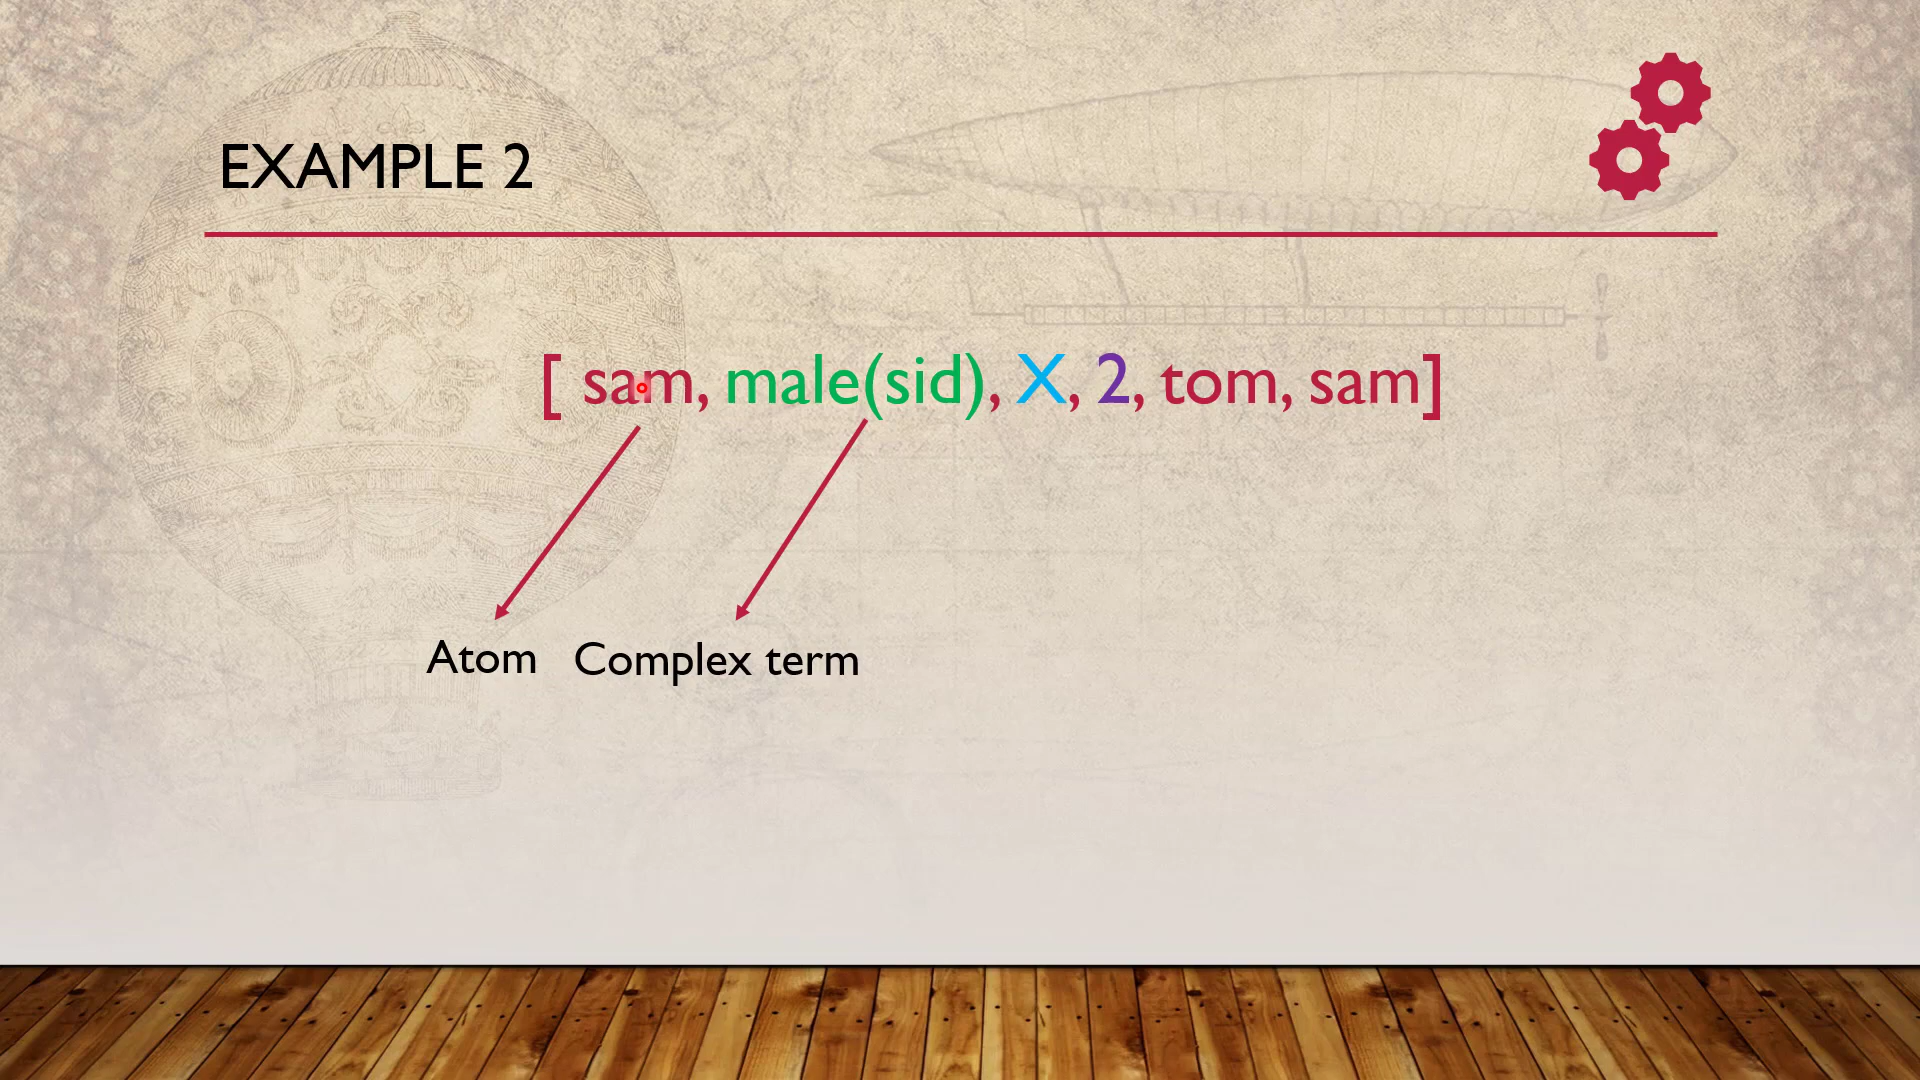 EXAMPLE 2
[ sam, male(sid), X, 2, tom, sam]
Atom Complex term